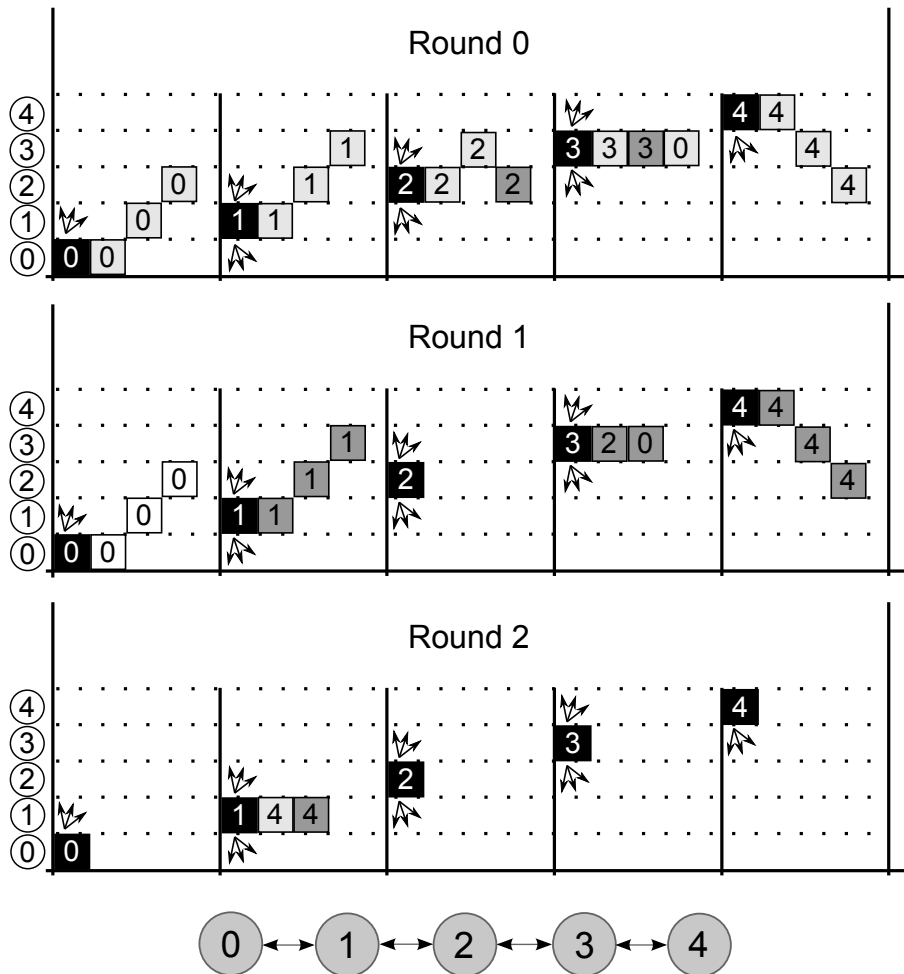 Round 0
4 4 4
3 1 2 3 3 3 0 4
2 0 1 2 2 2 4
1 0 1 1
0 0 0
Round 1
4 4 4
3 1 3 2 0 4
2 0 1 2 4
1 0 1 1
0 0 0
Round 2
4 4
3 3
2 2
1 1 4 4
0 0
0 1 2 3 4